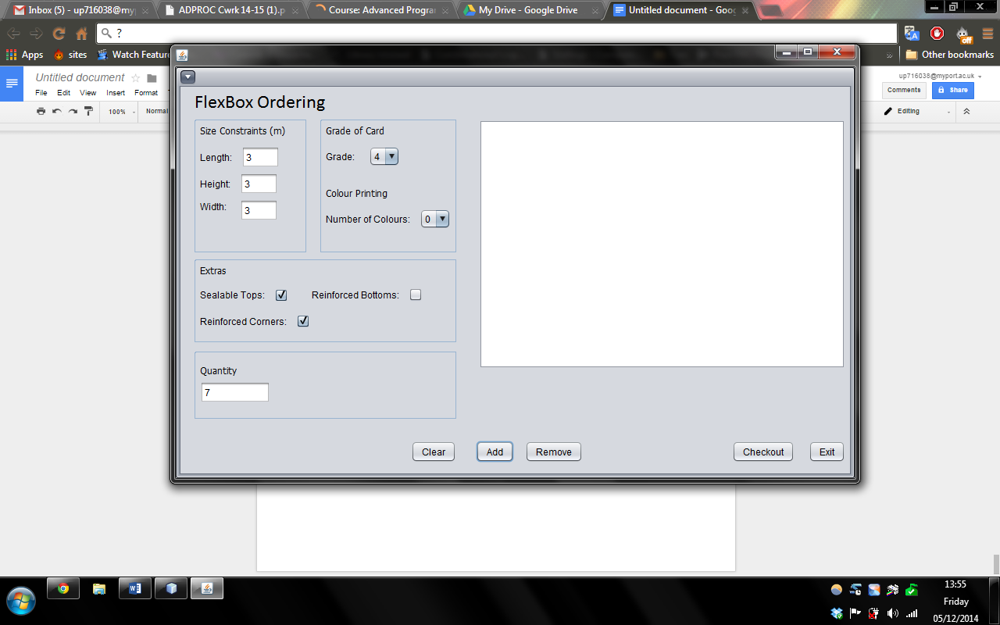 Inbox (5) - up716038@myp
ADPROC Cwrk 14-15 (1).p
Course: Advanced Progra
My Drive - Google Drive
Untitled document - Goo
?
off
Apps
sites
Watch Feature
»
Other bookmarks
Untitled document
up716038@myport.ac.uk
File Edit View Insert Format
Comments
Share
100%
Normal
Editing
FlexBox Ordering
Size Constraints (m)
Length: 3
Height: 3
Width: 3
Grade of Card
Grade: 4
Colour Printing
Number of Colours: 0
Extras
Sealable Tops:
Reinforced Bottoms:
Reinforced Corners:
Quantity
7
Clear
Add
Remove
Checkout
Exit
13:55
Friday
05/12/2014